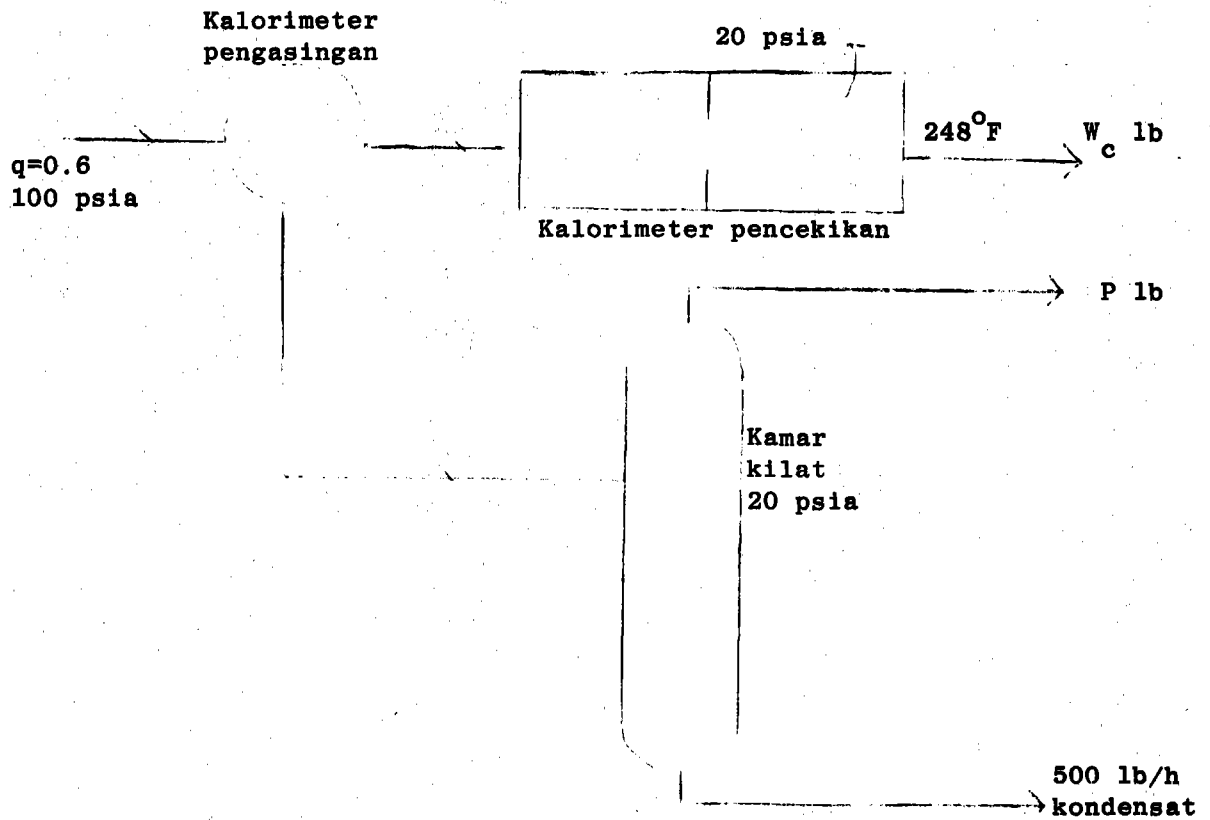 Kalorimeter
pengasingan
20 psia
q=0.6
100 psia
248°F
W_c lb
Kalorimeter pencekikan
P lb
Kamar
kilat
20 psia
500 lb/h
kondensat